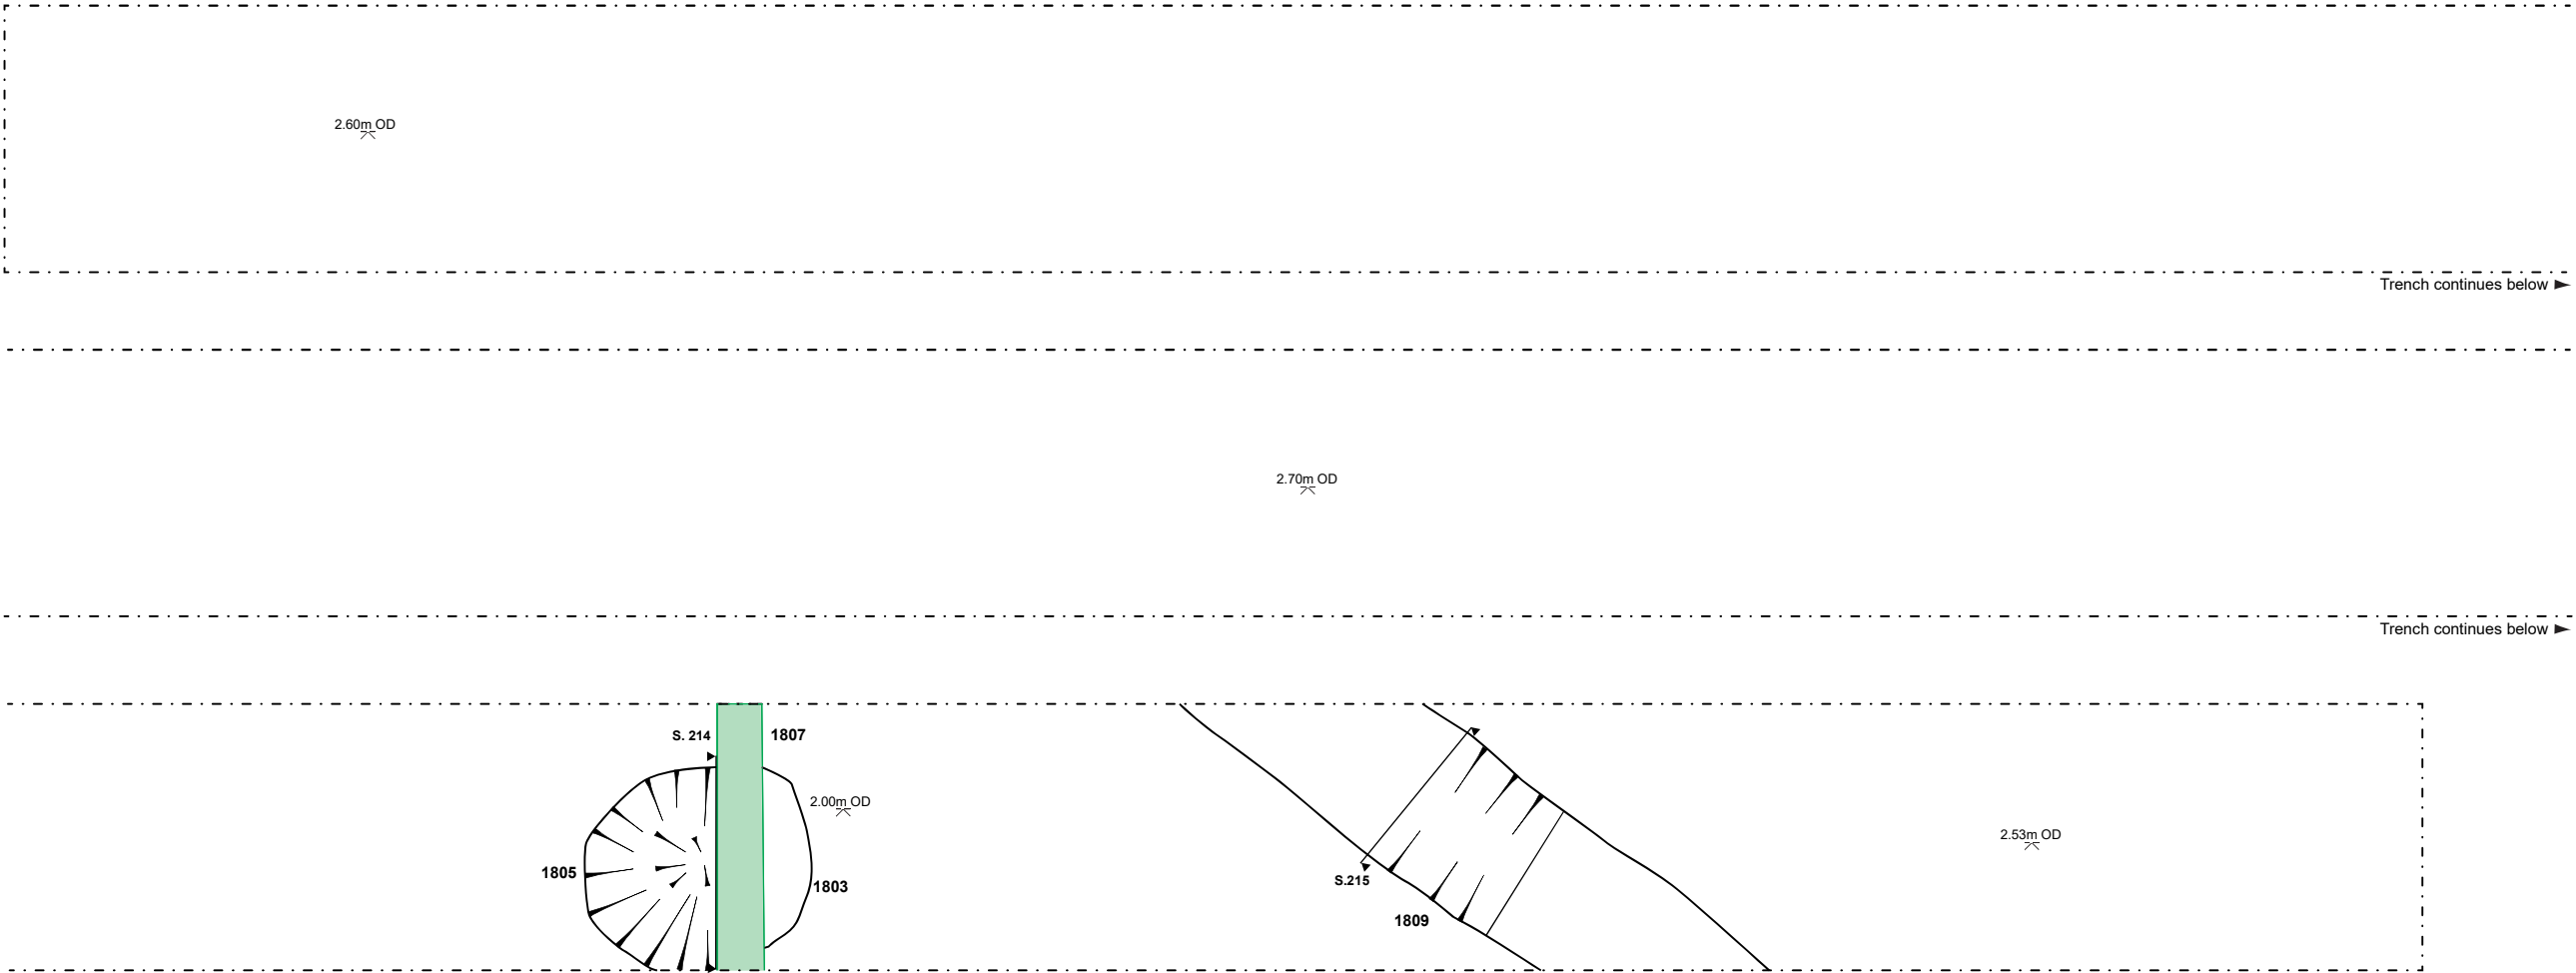 2.60m OD
Trench continues below ►
2.70m OD
Trench continues below ►
S. 214
1807
2.00m OD
2.53m OD
1805
1803
S.215
1809